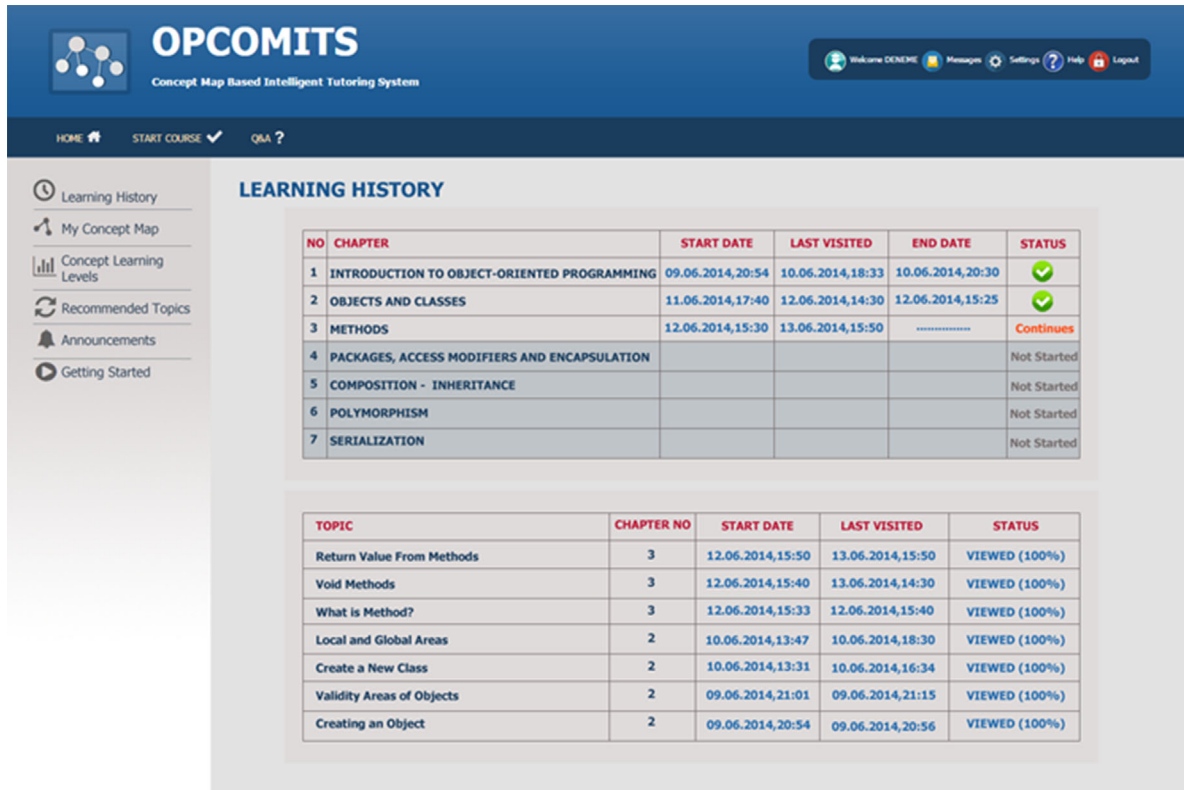 OPCOMITS
Concept Map Based Intelligent Tutoring System
Welcome DENEME Messages Settings ? Help Logout
HOME START COURSE Q&A ?
Learning History
My Concept Map
Concept Learning
Levels
Recommended Topics
Announcements
Getting Started
LEARNING HISTORY
NO CHAPTER START DATE LAST VISITED END DATE STATUS
1 INTRODUCTION TO OBJECT-ORIENTED PROGRAMMING 09.06.2014,20:54 10.06.2014,18:33 10.06.2014,20:30
2 OBJECTS AND CLASSES 11.06.2014,17:40 12.06.2014,14:30 12.06.2014,15:25
3 METHODS 12.06.2014,15:30 13.06.2014,15:50 --------------- Continues
4 PACKAGES, ACCESS MODIFIERS AND ENCAPSULATION Not Started
5 COMPOSITION - INHERITANCE Not Started
6 POLYMORPHISM Not Started
7 SERIALIZATION Not Started
TOPIC CHAPTER NO START DATE LAST VISITED STATUS
Return Value From Methods 3 12.06.2014,15:50 13.06.2014,15:50 VIEWED (100%)
Void Methods 3 12.06.2014,15:40 13.06.2014,14:30 VIEWED (100%)
What is Method? 3 12.06.2014,15:33 12.06.2014,15:40 VIEWED (100%)
Local and Global Areas 2 10.06.2014,13:47 10.06.2014,18:30 VIEWED (100%)
Create a New Class 2 10.06.2014,13:31 10.06.2014,16:34 VIEWED (100%)
Validity Areas of Objects 2 09.06.2014,21:01 09.06.2014,21:15 VIEWED (100%)
Creating an Object 2 09.06.2014,20:54 09.06.2014,20:56 VIEWED (100%)